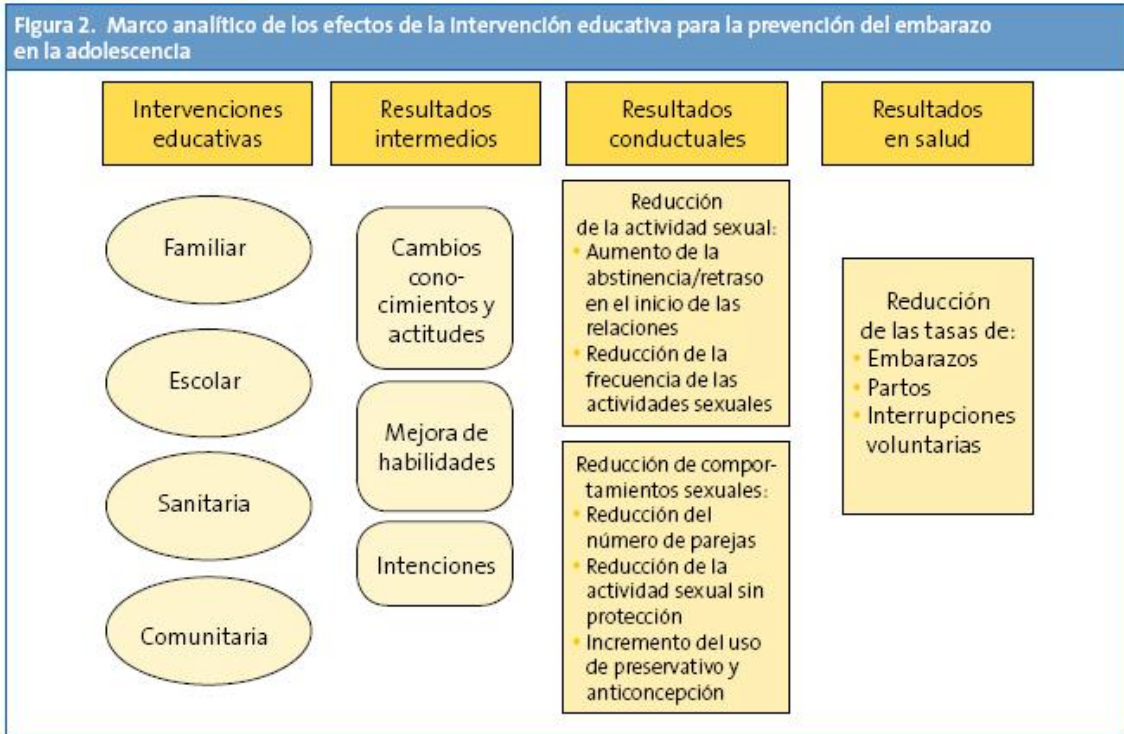 Figura 2. Marco analítico de los efectos de la intervención educativa para la prevención del embarazo
en la adolescencia
Intervenciones
educativas
Resultados
intermedios
Resultados
conductuales
Resultados
en salud
Familiar
Escolar
Sanitaria
Comunitaria
Cambios
cono-
cimientos y
actitudes
Mejora de
habilidades
Intenciones
Reducción
de la actividad sexual:
• Aumento de la
abstinencia/retraso
en el inicio de las
relaciones
• Reducción de la
frecuencia de las
actividades sexuales
Reducción de compor-
tamientos sexuales:
• Reducción del
número de parejas
• Reducción de la
actividad sexual sin
protección
• Incremento del uso
de preservativo y
anticoncepción
Reducción
de las tasas de:
• Embarazos
• Partos
• Interrupciones
voluntarias